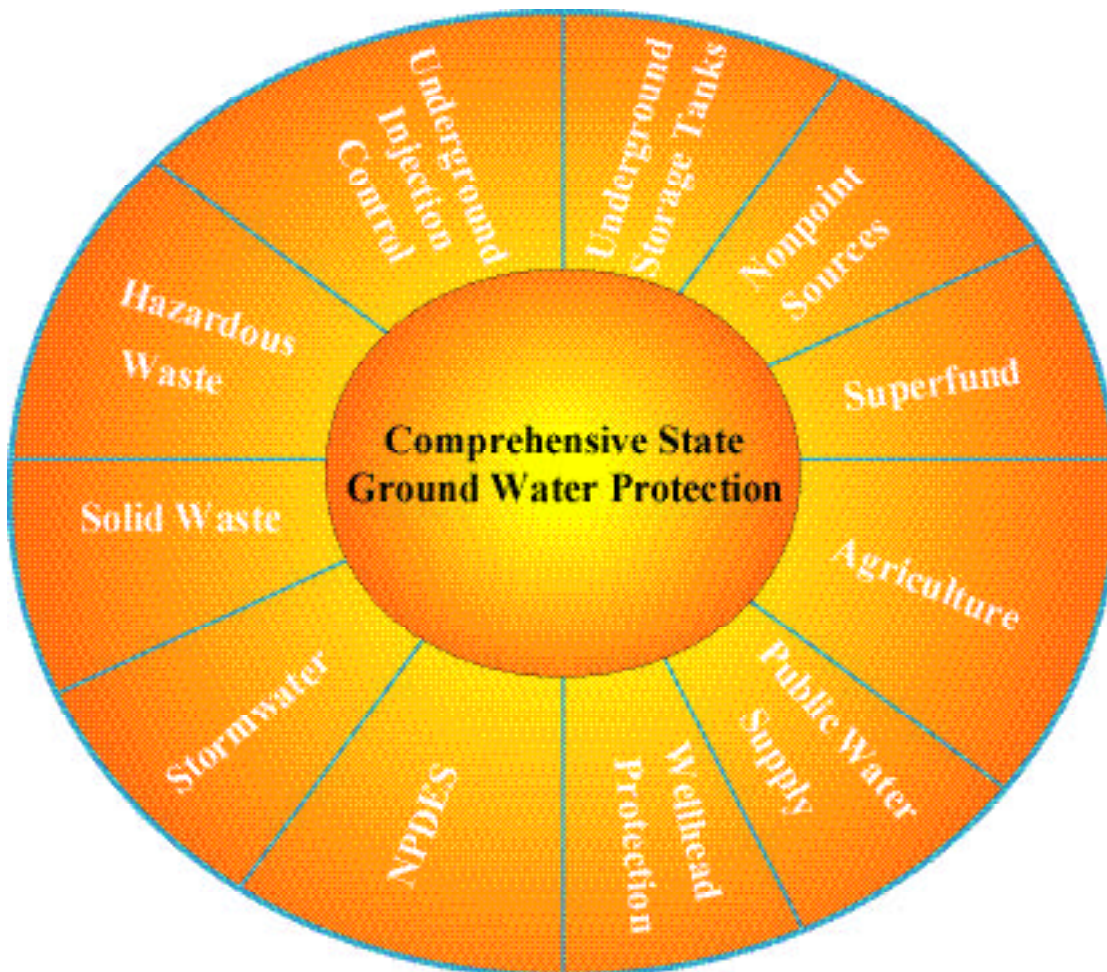 Comprehensive State
Ground Water Protection
Underground
Storage Tanks
Nonpoint
Sources
Superfund
Agriculture
Public Water
Supply
Wellhead
Protection
NPDES
Stormwater
Solid Waste
Hazardous
Waste
Underground
Injection
Control